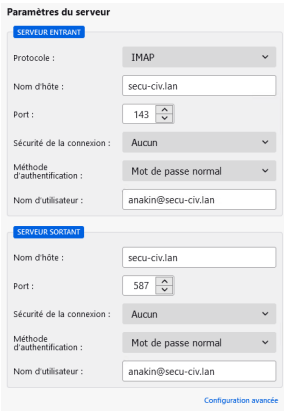 Paramètres du serveur
SERVEUR ENTRANT
Protocole :
IMAP
Nom d'hôte :
secu-civ.lan
Port :
143
Sécurité de la connexion :
Aucun
Méthode
d'authentification :
Mot de passe normal
Nom d'utilisateur :
anakin@secu-civ.lan
SERVEUR SORTANT
Nom d'hôte :
secu-civ.lan
Port :
587
Sécurité de la connexion :
Aucun
Méthode
d'authentification :
Mot de passe normal
Nom d'utilisateur :
anakin@secu-civ.lan
Configuration avancée